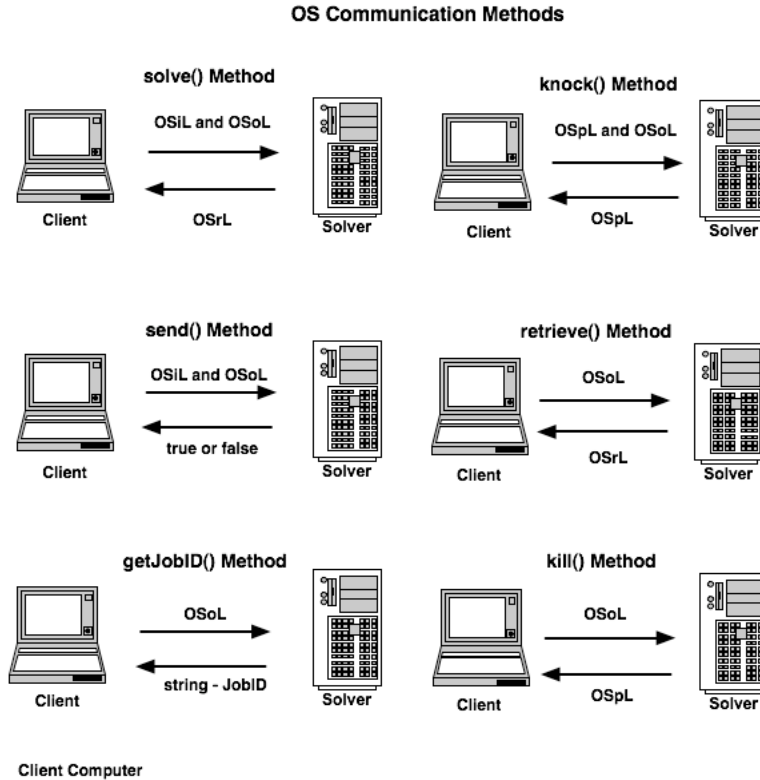 OS Communication Methods
solve() Method
OSiL and OSoL
OSrL
Client
Solver
knock() Method
OSpL and OSoL
OSpL
Client
Solver
send() Method
OSiL and OSoL
true or false
Client
Solver
retrieve() Method
OSoL
OSrL
Client
Solver
getJobID() Method
OSoL
string - JobID
Client
Solver
kill() Method
OSoL
OSpL
Client
Solver
Client Computer